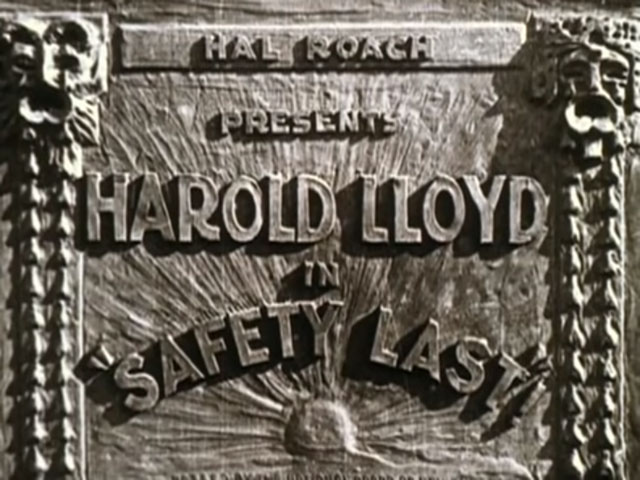 HAL ROACH
PRESENTS
HAROLD LLOYD
IN
"SAFETY LAST"